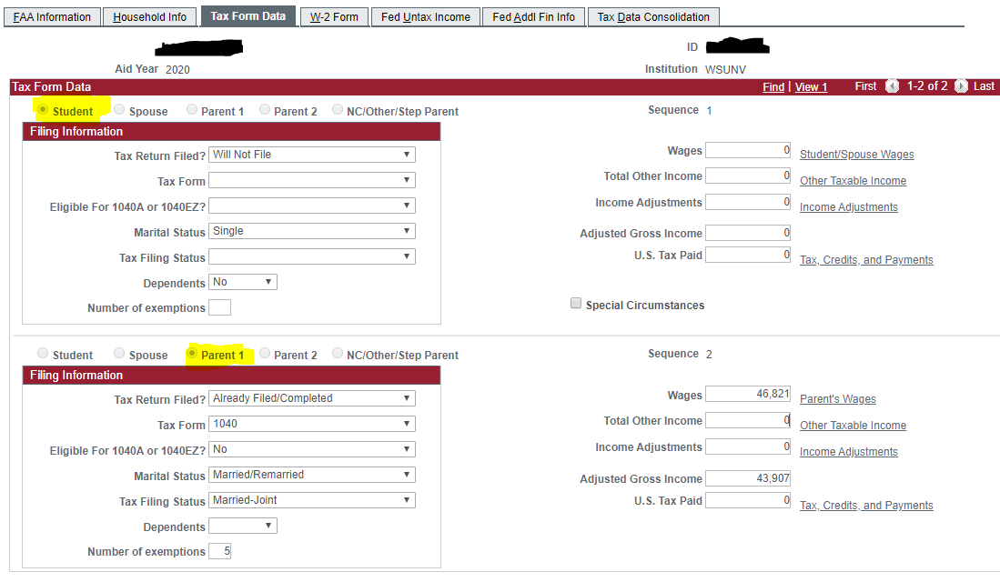 FAA Information Household Info Tax Form Data W-2 Form Fed Untax Income Fed Addl Fin Info Tax Data Consolidation
ID
Aid Year 2020 Institution WSUNV
Tax Form Data Find | View 1 First 1-2 of 2 Last
Student Spouse Parent 1 Parent 2 NC/Other/Step Parent Sequence 1
Filing Information
Tax Return Filed? Will Not File Wages 0 Student/Spouse Wages
Tax Form Total Other Income 0 Other Taxable Income
Eligible For 1040A or 1040EZ? Income Adjustments 0 Income Adjustments
Marital Status Single Adjusted Gross Income 0
Tax Filing Status U.S. Tax Paid 0 Tax, Credits, and Payments
Dependents No
Number of exemptions Special Circumstances
Student Spouse Parent 1 Parent 2 NC/Other/Step Parent Sequence 2
Filing Information
Tax Return Filed? Already Filed/Completed Wages 46,821 Parent's Wages
Tax Form 1040 Total Other Income 0 Other Taxable Income
Eligible For 1040A or 1040EZ? No Income Adjustments 0 Income Adjustments
Marital Status Married/Remarried Adjusted Gross Income 43,907
Tax Filing Status Married-Joint U.S. Tax Paid 0 Tax, Credits, and Payments
Dependents
Number of exemptions 5